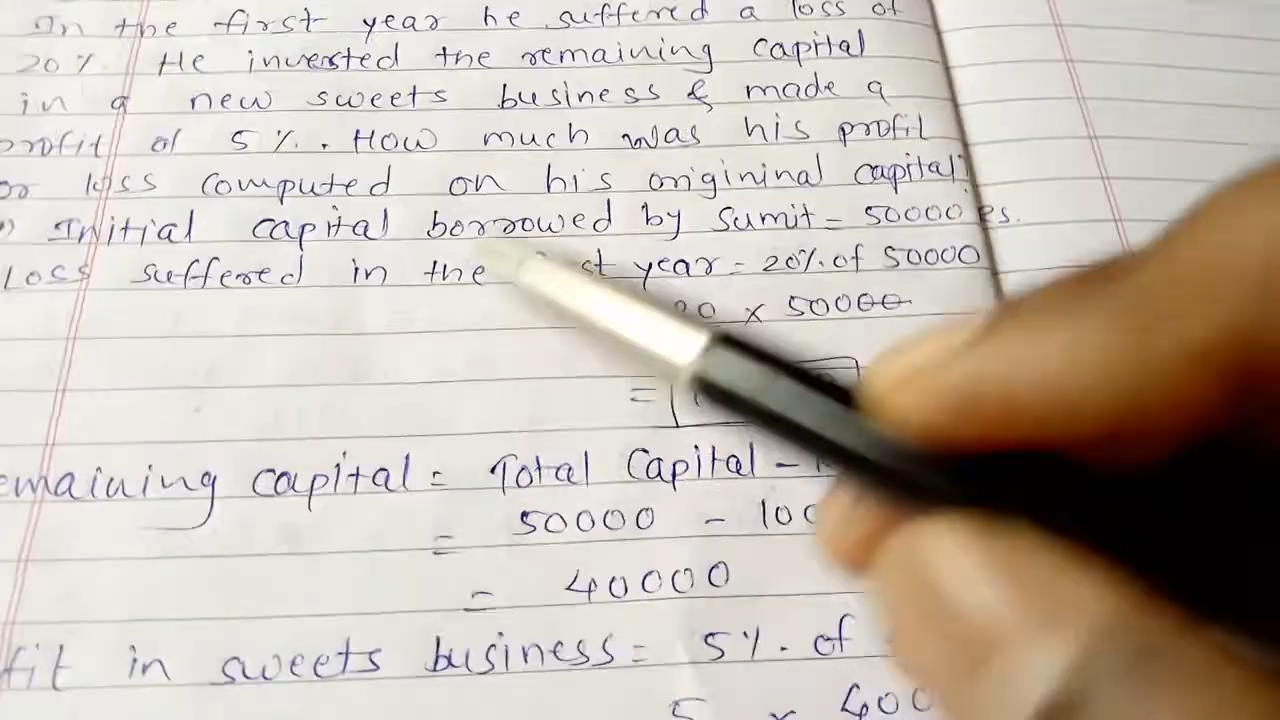 In the first year he suffered a loss of
20% He invested the remaining capital
in a new sweets business & made a
profit of 5%. How much was his profit
or loss computed on his origininal capital?
Initial capital borrowed by Sumit = 50000 Rs.
loss suffered in the year = 20% of 50000
20 x 50000
=
emaining capital = Total Capital -
= 50000 - 100
= 40000
fit in sweets business = 5% of
5 x 400